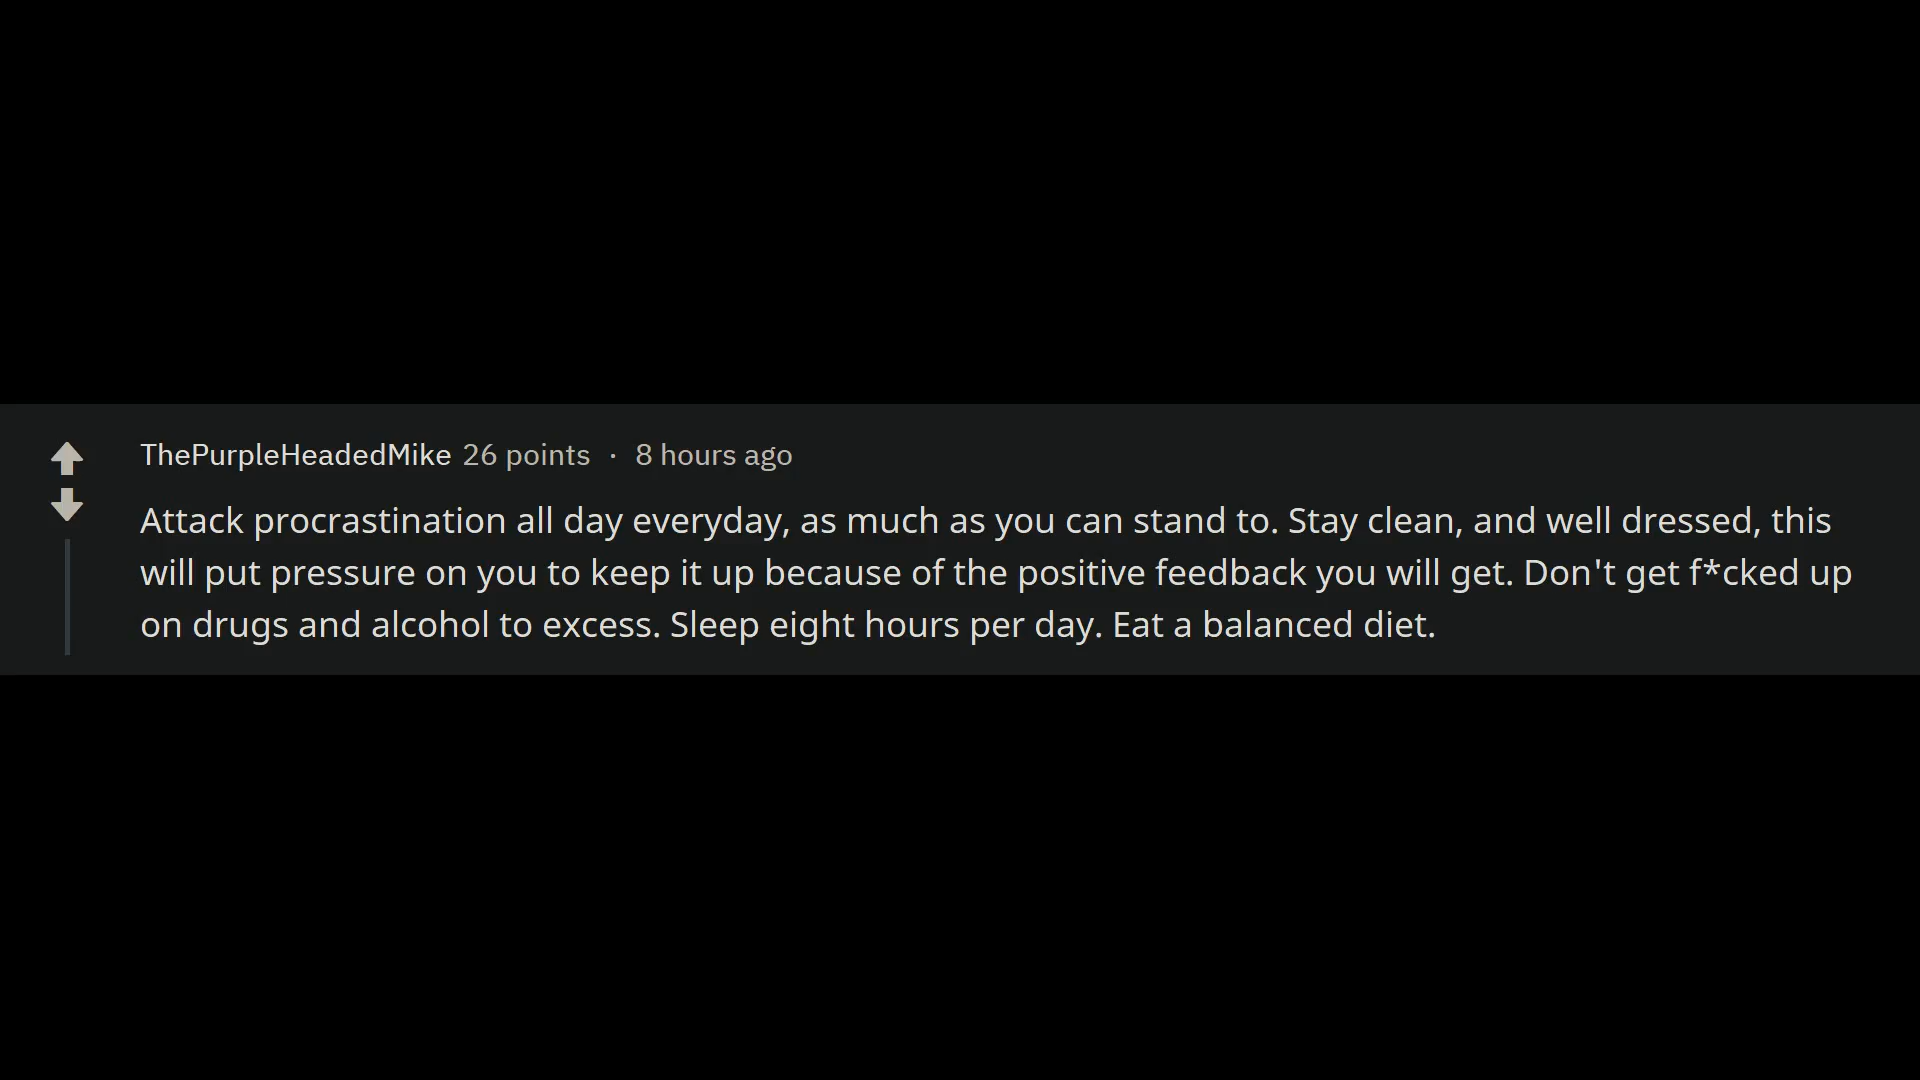 ThePurpleHeadedMike 26 points · 8 hours ago
Attack procrastination all day everyday, as much as you can stand to. Stay clean, and well dressed, this
will put pressure on you to keep it up because of the positive feedback you will get. Don't get f*cked up
on drugs and alcohol to excess. Sleep eight hours per day. Eat a balanced diet.